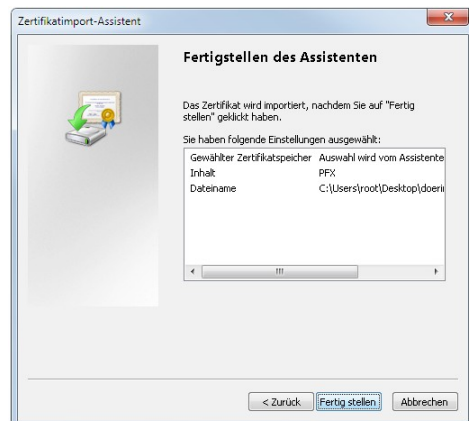 Zertifikatimport-Assistent
Fertigstellen des Assistenten
Das Zertifikat wird importiert, nachdem Sie auf "Fertig
stellen" geklickt haben.
Sie haben folgende Einstellungen ausgewählt:
Gewählter Zertifikatspeicher Auswahl wird vom Assistente
Inhalt PFX
Dateiname C:\Users\root\Desktop\doerin
< Zurück Fertig stellen Abbrechen